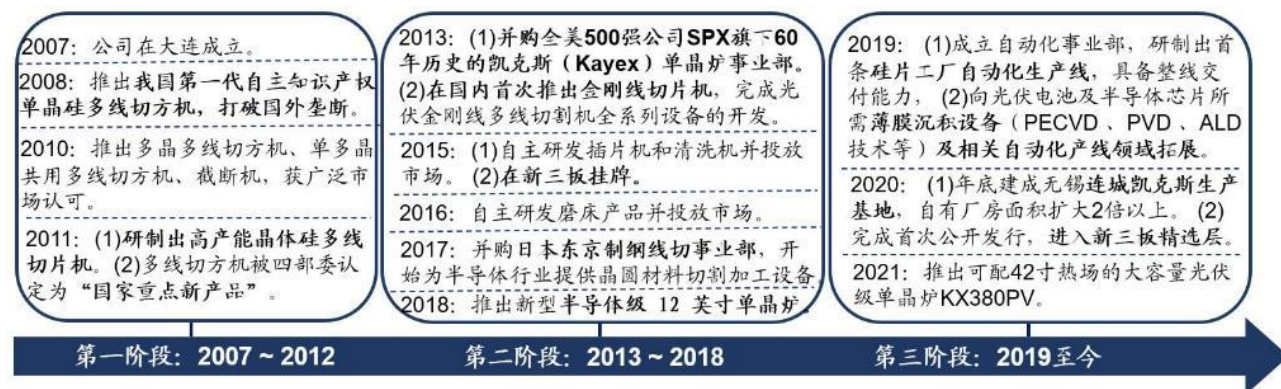 2007：公司在大连成立。
2008：推出我国第一代自主知识产权
单晶硅多线切方机，打破国外垄断。
2010：推出多晶多线切方机、单多晶
共用多线切方机、截断机，获广泛市
场认可。
2011：(1)研制出高产能晶体硅多线
切片机。(2)多线切方机被四部委认
定为“国家重点新产品”。
2013：(1)并购全美500强公司SPX旗下60
年历史的凯克斯（Kayex）单晶炉事业部。
(2)在国内首次推出金刚线切片机，完成光
伏金刚线多线切割机全系列设备的开发。
2015：(1)自主研发插片机和清洗机并投放
市场。(2)在新三板挂牌。
2016：自主研发磨床产品并投放市场。
2017：并购日本东京制纲线切事业部，开
始为半导体行业提供晶圆材料切割加工设备
2018：推出新型半导体级 12 英寸单晶炉。
2019：(1)成立自动化事业部，研制出首
条硅片工厂自动化生产线，具备整线交
付能力，(2)向光伏电池及半导体芯片所
需薄膜沉积设备（PECVD、PVD、ALD
技术等）及相关自动化产线领域拓展。
2020：(1)年底建成无锡连城凯克斯生产
基地，自有厂房面积扩大2倍以上。(2)
完成首次公开发行，进入新三板精选层。
2021：推出可配42寸热场的大容量光伏
级单晶炉KX380PV。
第一阶段：2007 ~ 2012
第二阶段：2013 ~ 2018
第三阶段：2019至今